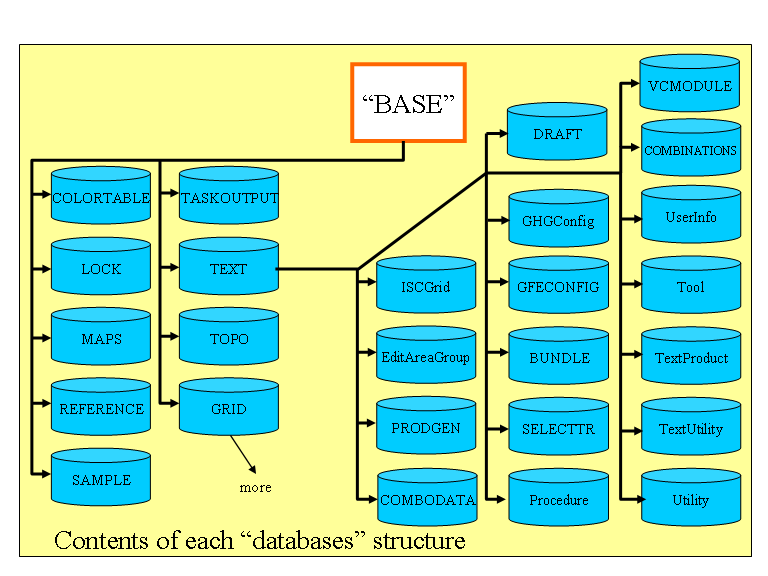 “BASE”
COLORTABLE
LOCK
MAPS
REFERENCE
SAMPLE
TASKOUTPUT
TEXT
TOPO
GRID
more
ISCGrid
EditAreaGroup
PRODGEN
COMBODATA
DRAFT
GHGConfig
GFECONFIG
BUNDLE
SELECTTR
Procedure
VCMODULE
COMBINATIONS
UserInfo
Tool
TextProduct
TextUtility
Utility
Contents of each “databases” structure